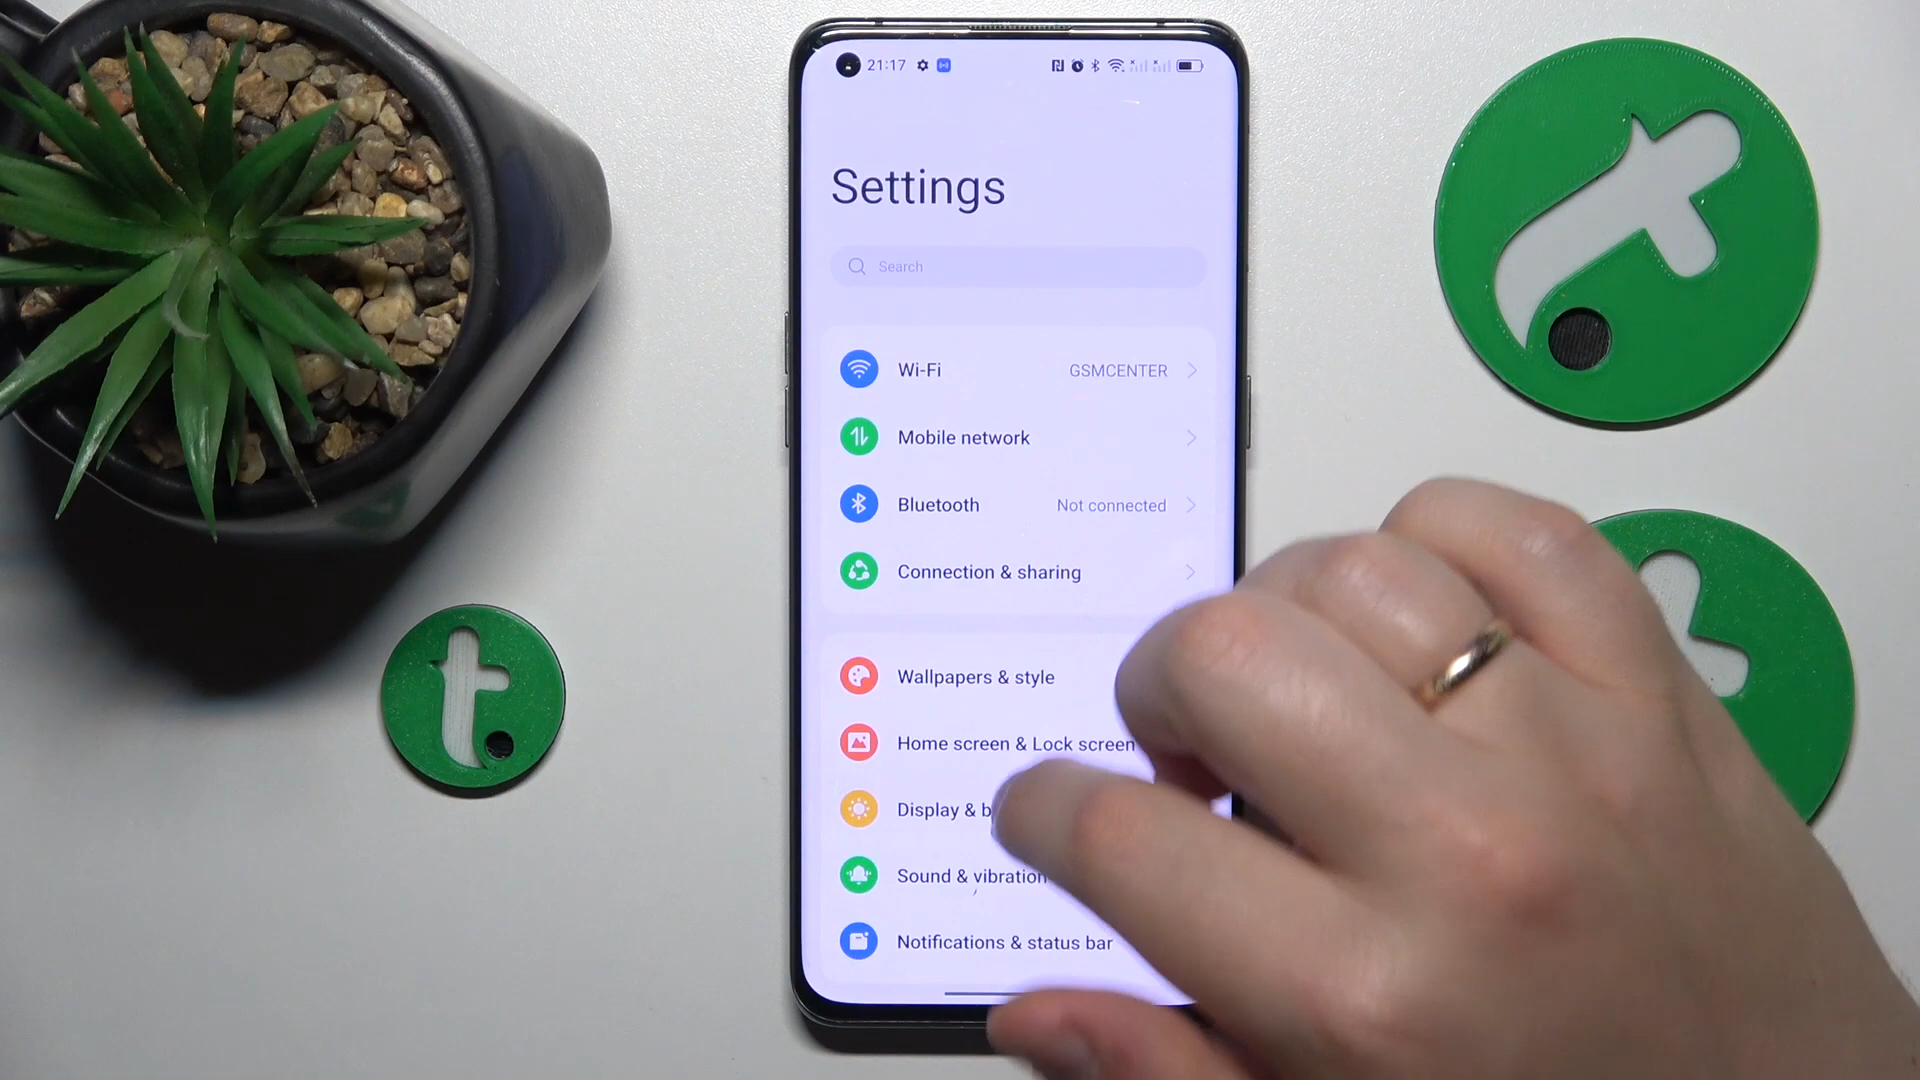 21:17
Settings
Search
Wi-Fi GSMCENTER
Mobile network
Bluetooth Not connected
Connection & sharing
Wallpapers & style
Home screen & Lock screen
Display & b
Sound & vibration
Notifications & status bar